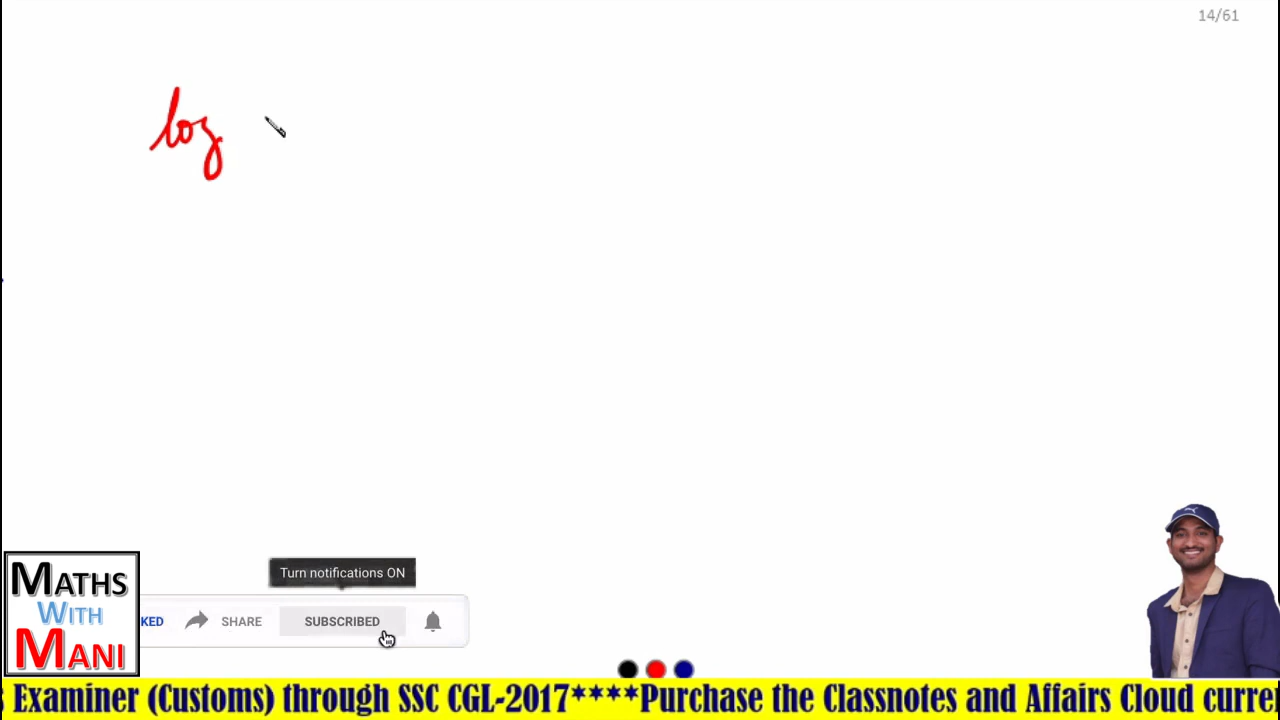 14/61
log
Turn notifications ON
KED SHARE SUBSCRIBED
MATHS
WITH
MANI
s Examiner (Customs) through SSC CGL-2017****Purchase the Classnotes and Affairs Cloud curre